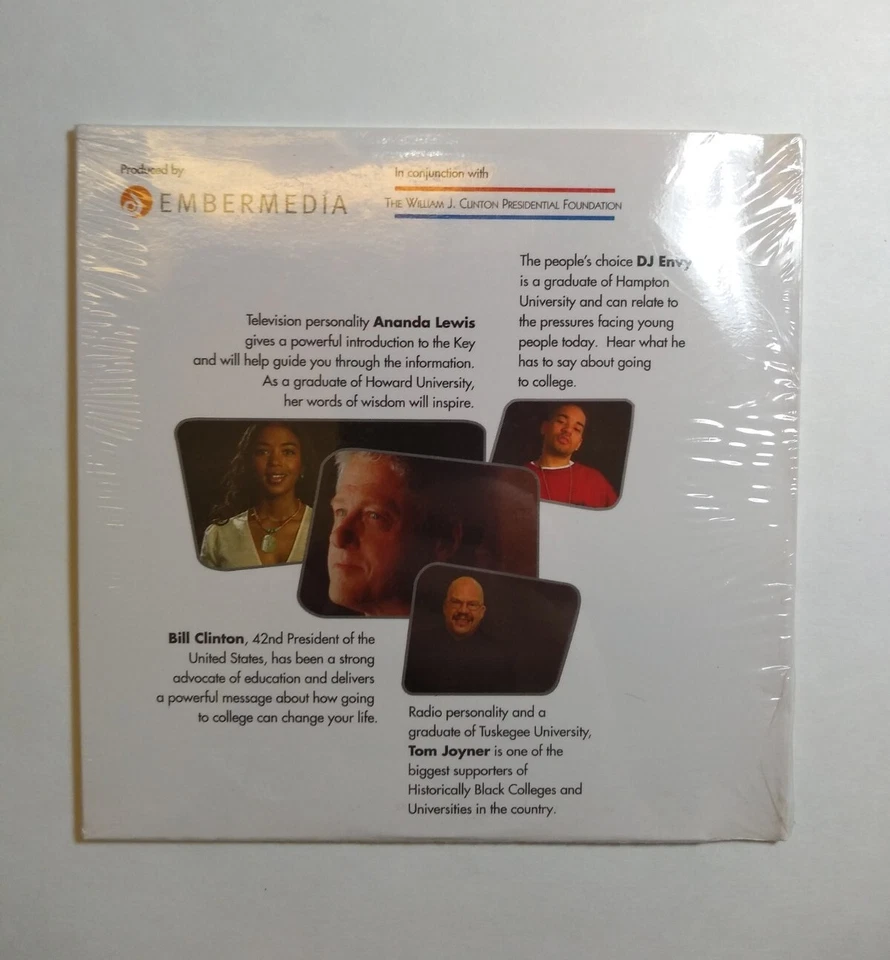 Produced by
EMBERMEDIA
In conjunction with
THE WILLIAM J. CLINTON PRESIDENTIAL FOUNDATION
The people's choice DJ Envy
is a graduate of Hampton
University and can relate to
the pressures facing young
people today. Hear what he
has to say about going
to college.
Television personality Ananda Lewis
gives a powerful introduction to the Key
and will help guide you through the information.
As a graduate of Howard University,
her words of wisdom will inspire.
Bill Clinton, 42nd President of the
United States, has been a strong
advocate of education and delivers
a powerful message about how going
to college can change your life.
Radio personality and a
graduate of Tuskegee University,
Tom Joyner is one of the
biggest supporters of
Historically Black Colleges and
Universities in the country.